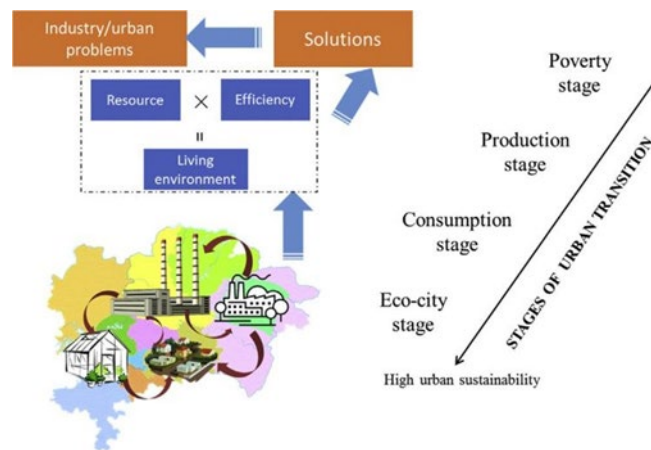 Industry/urban
problems
Solutions
Resource
×
Efficiency
=
Living
environment
Poverty
stage
Production
stage
Consumption
stage
Eco-city
stage
High urban sustainability
STAGES OF URBAN TRANSITION